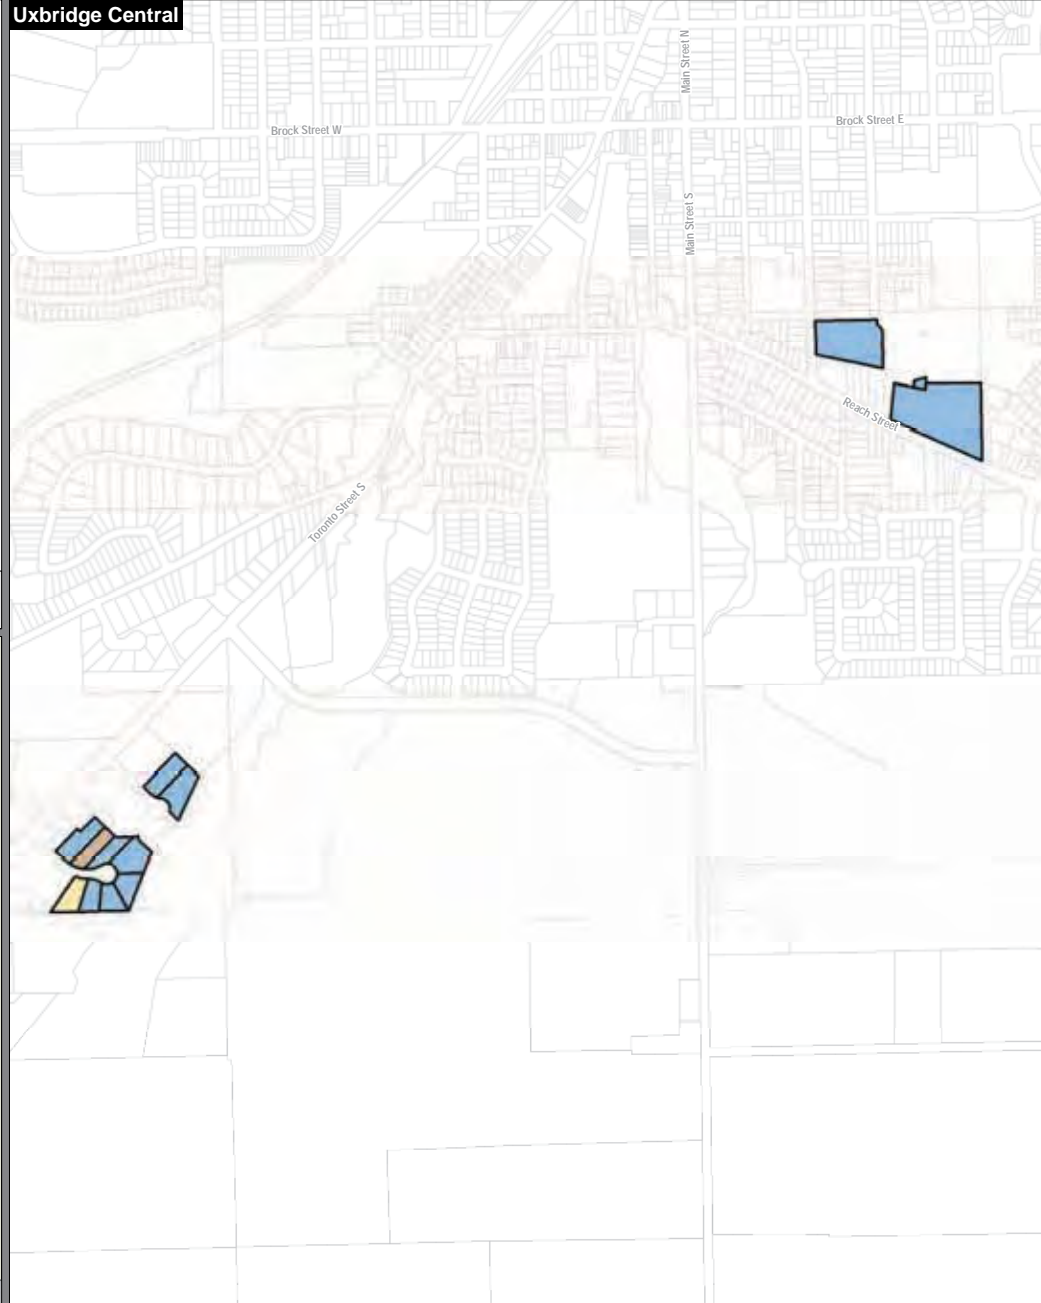 Uxbridge Central
Main Street N
Brock Street W
Brock Street E
Main Street S
Reach Street
Toronto Street S